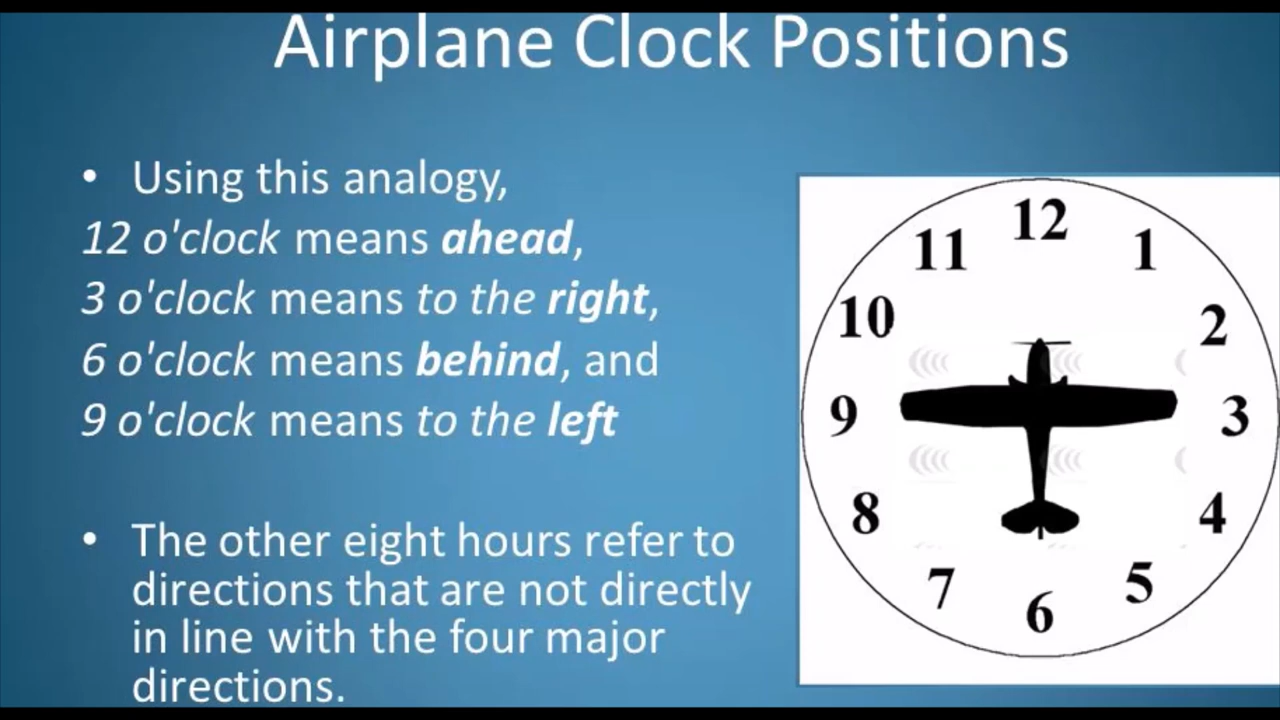 Airplane Clock Positions
• Using this analogy,
12 o'clock means ahead,
3 o'clock means to the right,
6 o'clock means behind, and
9 o'clock means to the left
• The other eight hours refer to
directions that are not directly
in line with the four major
directions.
12
11
1
10
2
9
3
8
4
7
5
6